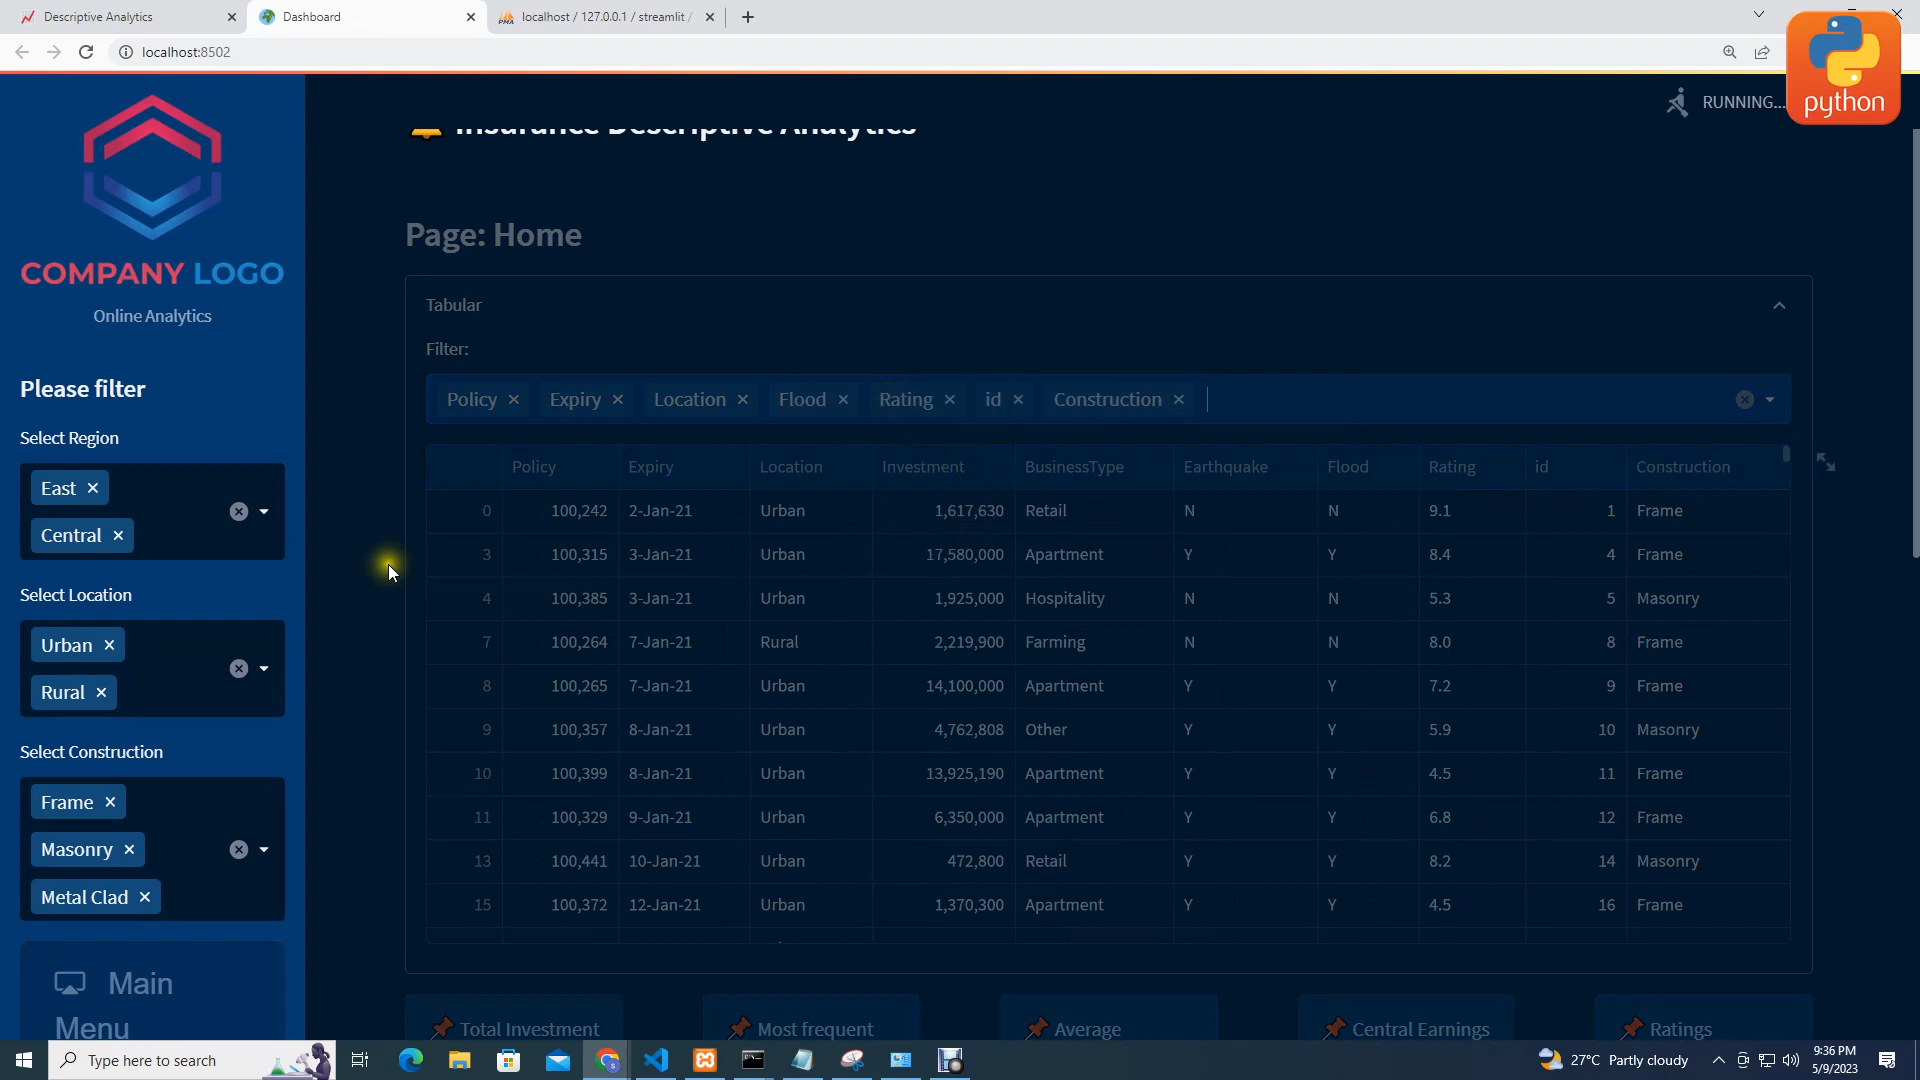 Descriptive Analytics
Dashboard
localhost / 127.0.0.1 / streamlit /
localhost:8502
python
RUNNING...
COMPANY LOGO
Online Analytics
Please filter
Select Region
East
Central
Select Location
Urban
Rural
Select Construction
Frame
Masonry
Metal Clad
Main
Menu
Insurance Descriptive Analytics
Page: Home
Tabular
Filter:
Policy Expiry Location Flood Rating id Construction
Policy Expiry Location Investment BusinessType Earthquake Flood Rating id Construction
0 100,242 2-Jan-21 Urban 1,617,630 Retail N N 9.1 1 Frame
3 100,315 3-Jan-21 Urban 17,580,000 Apartment Y Y 8.4 4 Frame
4 100,385 3-Jan-21 Urban 1,925,000 Hospitality N N 5.3 5 Masonry
7 100,264 7-Jan-21 Rural 2,219,900 Farming N N 8.0 8 Frame
8 100,265 7-Jan-21 Urban 14,100,000 Apartment Y Y 7.2 9 Frame
9 100,357 8-Jan-21 Urban 4,762,808 Other Y Y 5.9 10 Masonry
10 100,399 8-Jan-21 Urban 13,925,190 Apartment Y Y 4.5 11 Frame
11 100,329 9-Jan-21 Urban 6,350,000 Apartment Y Y 6.8 12 Frame
13 100,441 10-Jan-21 Urban 472,800 Retail Y Y 8.2 14 Masonry
15 100,372 12-Jan-21 Urban 1,370,300 Apartment Y Y 4.5 16 Frame
Total Investment Most frequent Average Central Earnings Ratings
Type here to search
27°C Partly cloudy
9:36 PM
5/9/2023